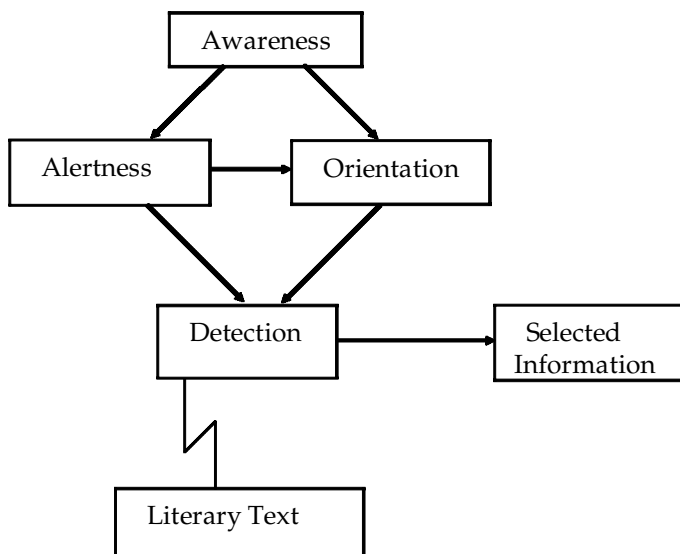 Awareness
Alertness
Orientation
Detection
Selected
Information
Literary Text